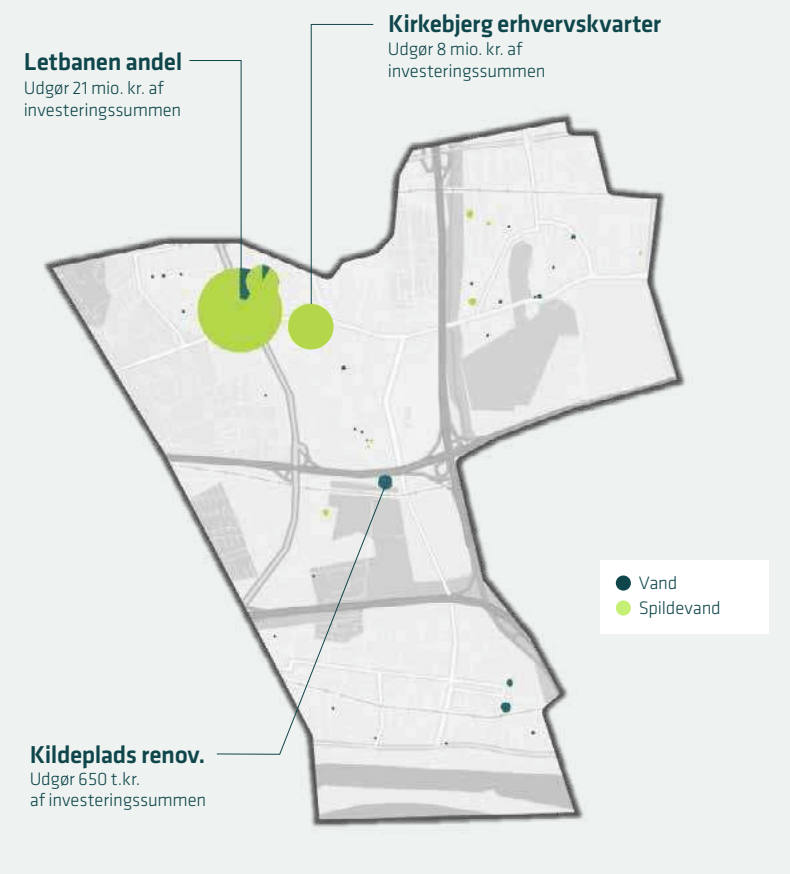 Kirkebjerg erhvervskvarter
Udgør 8 mio. kr. af
investeringssummen
Letbanen andel
Udgør 21 mio. kr. af
investeringssummen
Vand
Spildevand
Kildeplads renov.
Udgør 650 t.kr.
af investeringssummen